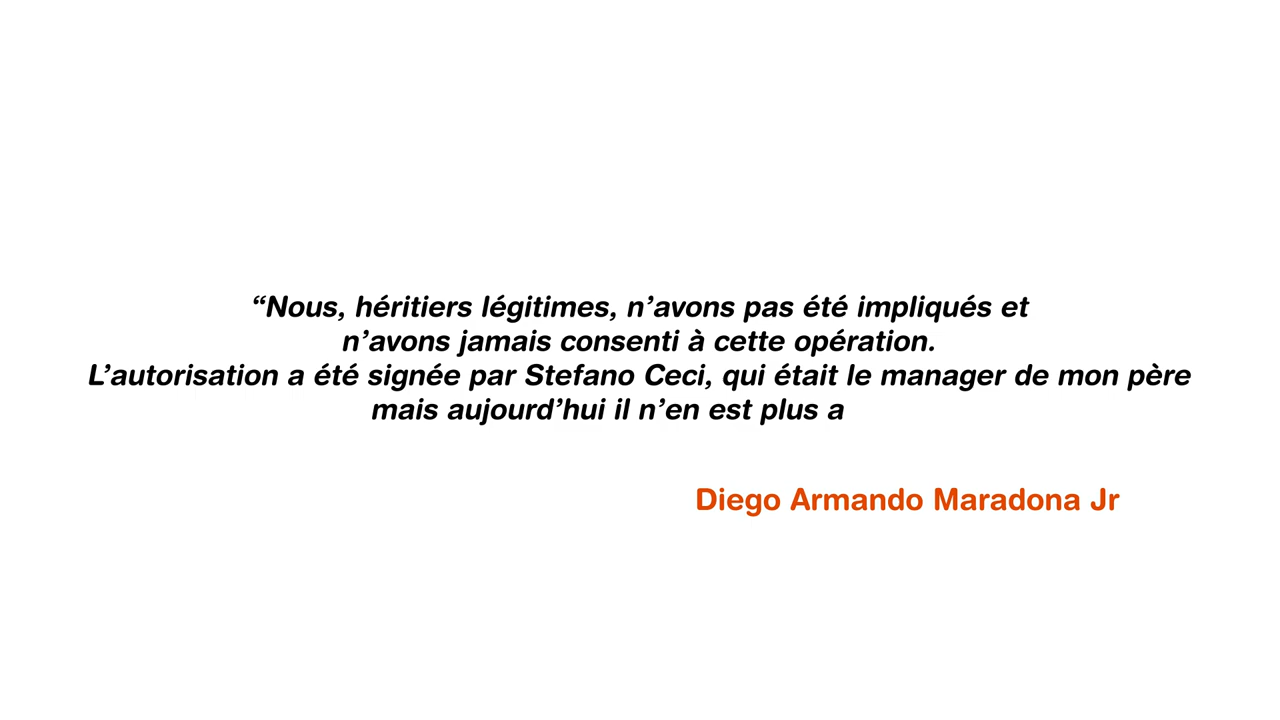 “Nous, héritiers légitimes, n’avons pas été impliqués et
n’avons jamais consenti à cette opération.
L’autorisation a été signée par Stefano Ceci, qui était le manager de mon père
mais aujourd’hui il n’en est plus a
Diego Armando Maradona Jr